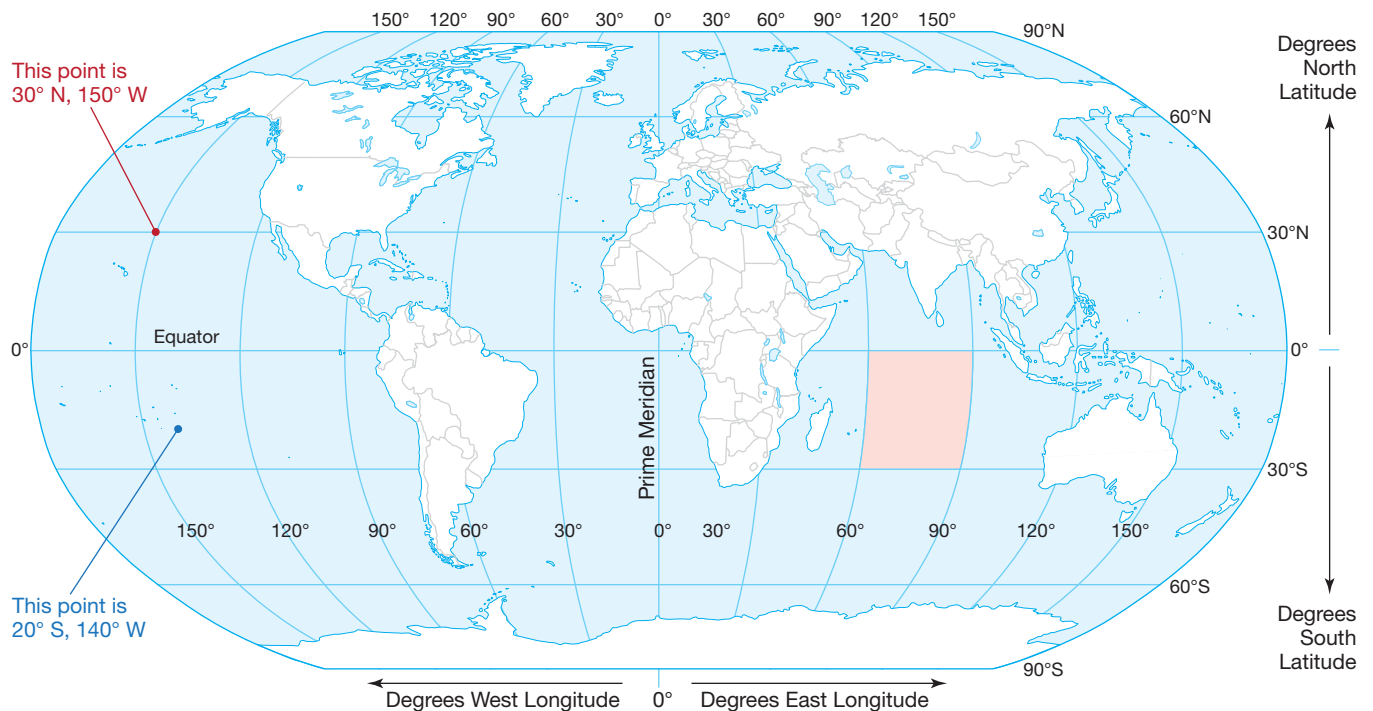 150° 120° 90° 60° 30° 0° 30° 60° 90° 120° 150°
90°N
Degrees
North
Latitude
This point is
30° N, 150° W
60°N
30°N
Equator
0°
0°
Prime Meridian
30°S
150° 120° 90° 60° 30° 0° 30° 60° 90° 120° 150°
60°S
This point is
20° S, 140° W
Degrees
South
Latitude
90°S
Degrees West Longitude 0° Degrees East Longitude